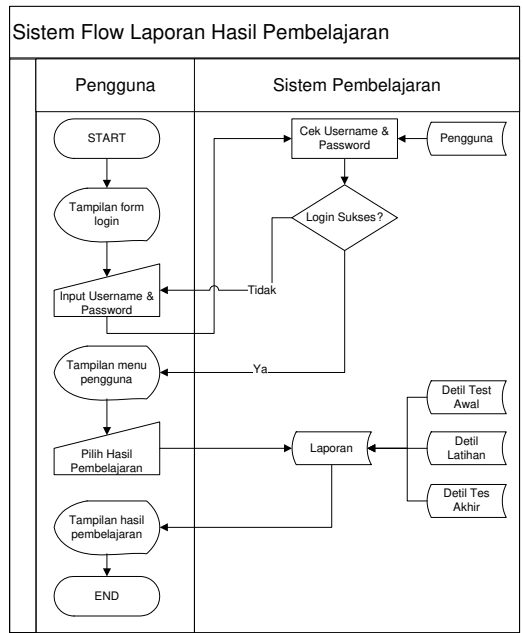 Sistem Flow Laporan Hasil Pembelajaran
Pengguna
Sistem Pembelajaran
START
Cek Username &
Password
Pengguna
Tampilan form
login
Login Sukses?
Tidak
Input Username &
Password
Tampilan menu
pengguna
Ya
Detil Test
Awal
Pilih Hasil
Pembelajaran
Laporan
Detil
Latihan
Detil Tes
Akhir
Tampilan hasil
pembelajaran
END